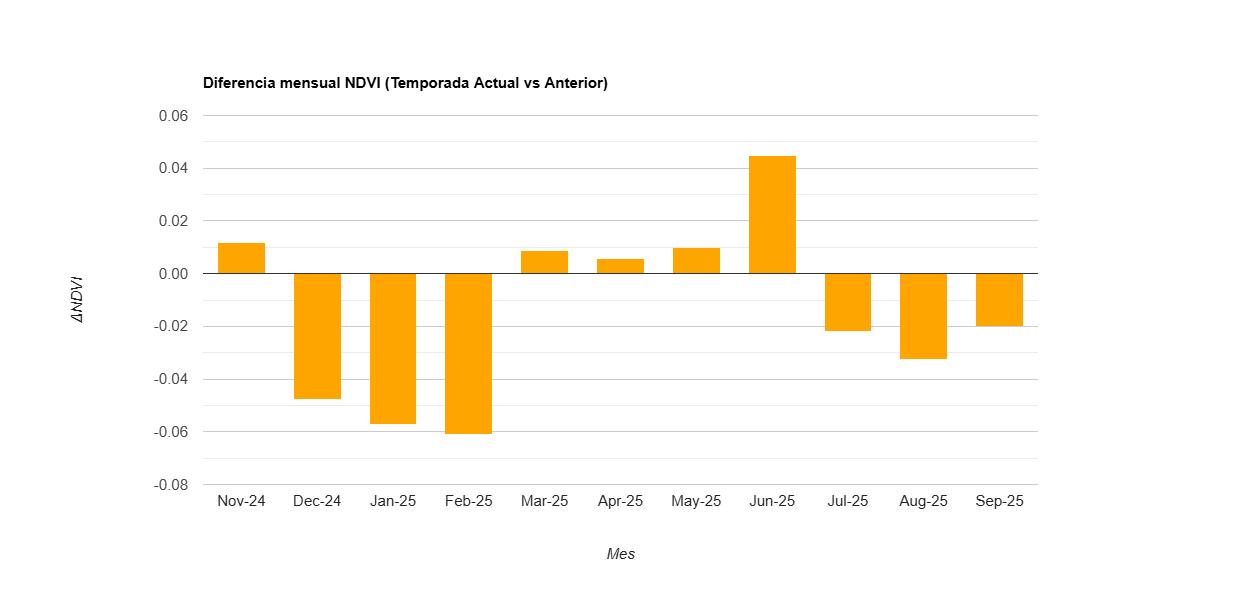 Diferencia mensual NDVI (Temporada Actual vs Anterior)
0.06
0.04
0.02
0.00
-0.02
-0.04
-0.06
-0.08
ΔNDVI
Nov-24 Dec-24 Jan-25 Feb-25 Mar-25 Apr-25 May-25 Jun-25 Jul-25 Aug-25 Sep-25
Mes